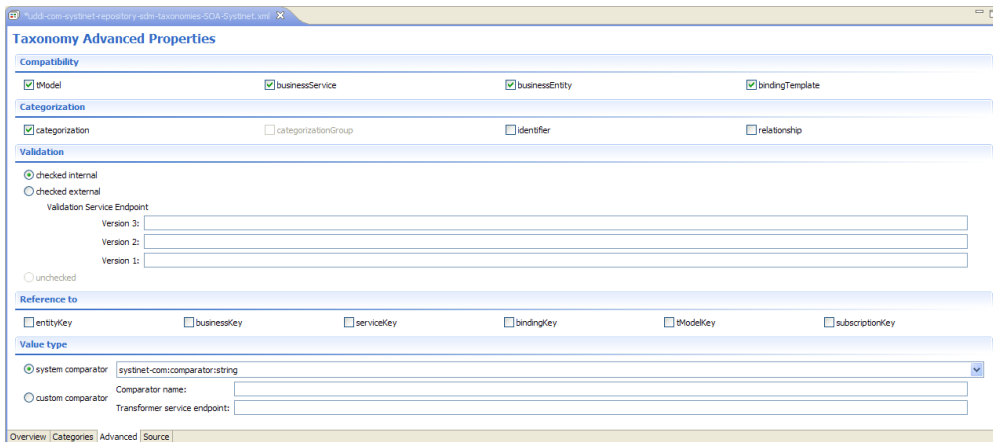 *uddi-com-systinet-repository-sdm-taxonomies-SOA-Systinet.xml
Taxonomy Advanced Properties
Compatibility
tModel businessService businessEntity bindingTemplate
Categorization
categorization categorizationGroup identifier relationship
Validation
checked internal
checked external
Validation Service Endpoint
Version 3:
Version 2:
Version 1:
unchecked
Reference to
entityKey businessKey serviceKey bindingKey tModelKey subscriptionKey
Value type
system comparator systinet-com:comparator:string
Comparator name:
custom comparator
Transformer service endpoint:
Overview Categories Advanced Source